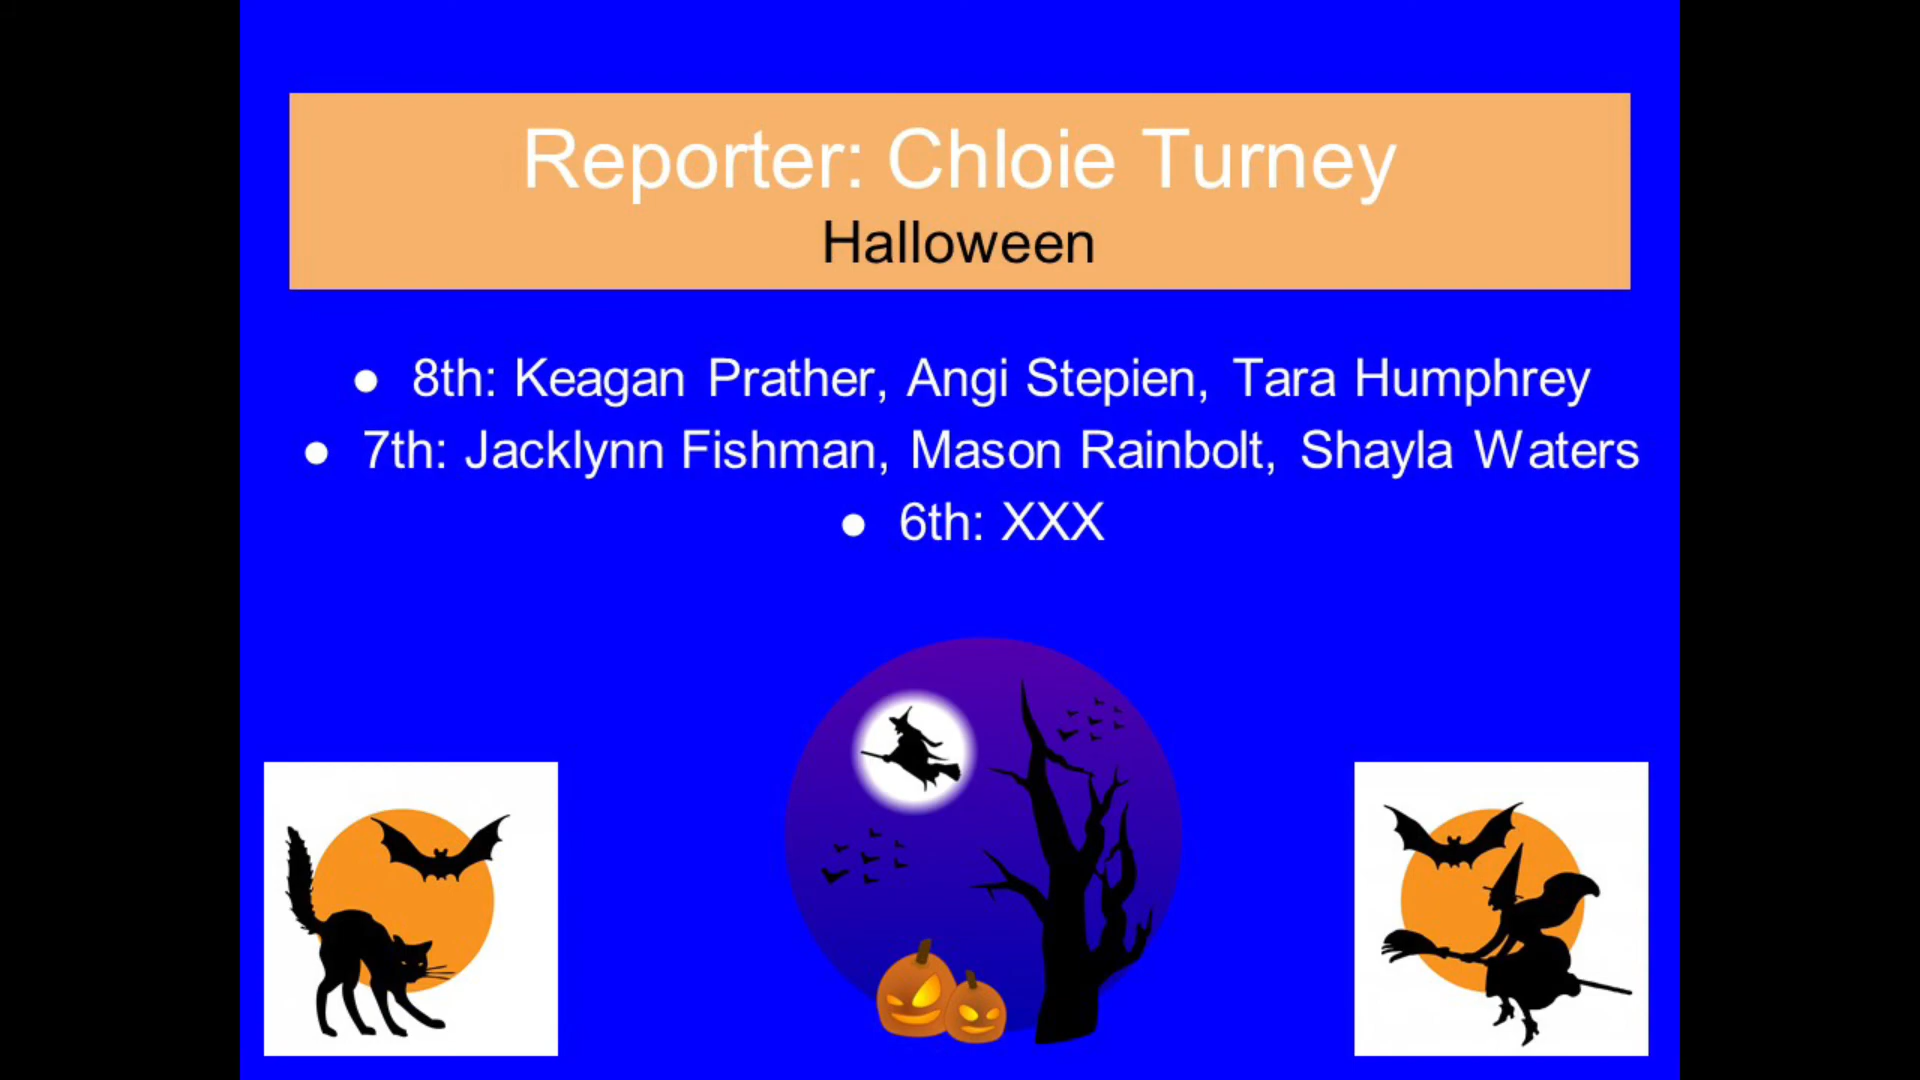 Reporter: Chloie Turney
Halloween
● 8th: Keagan Prather, Angi Stepien, Tara Humphrey
● 7th: Jacklynn Fishman, Mason Rainbolt, Shayla Waters
● 6th: XXX